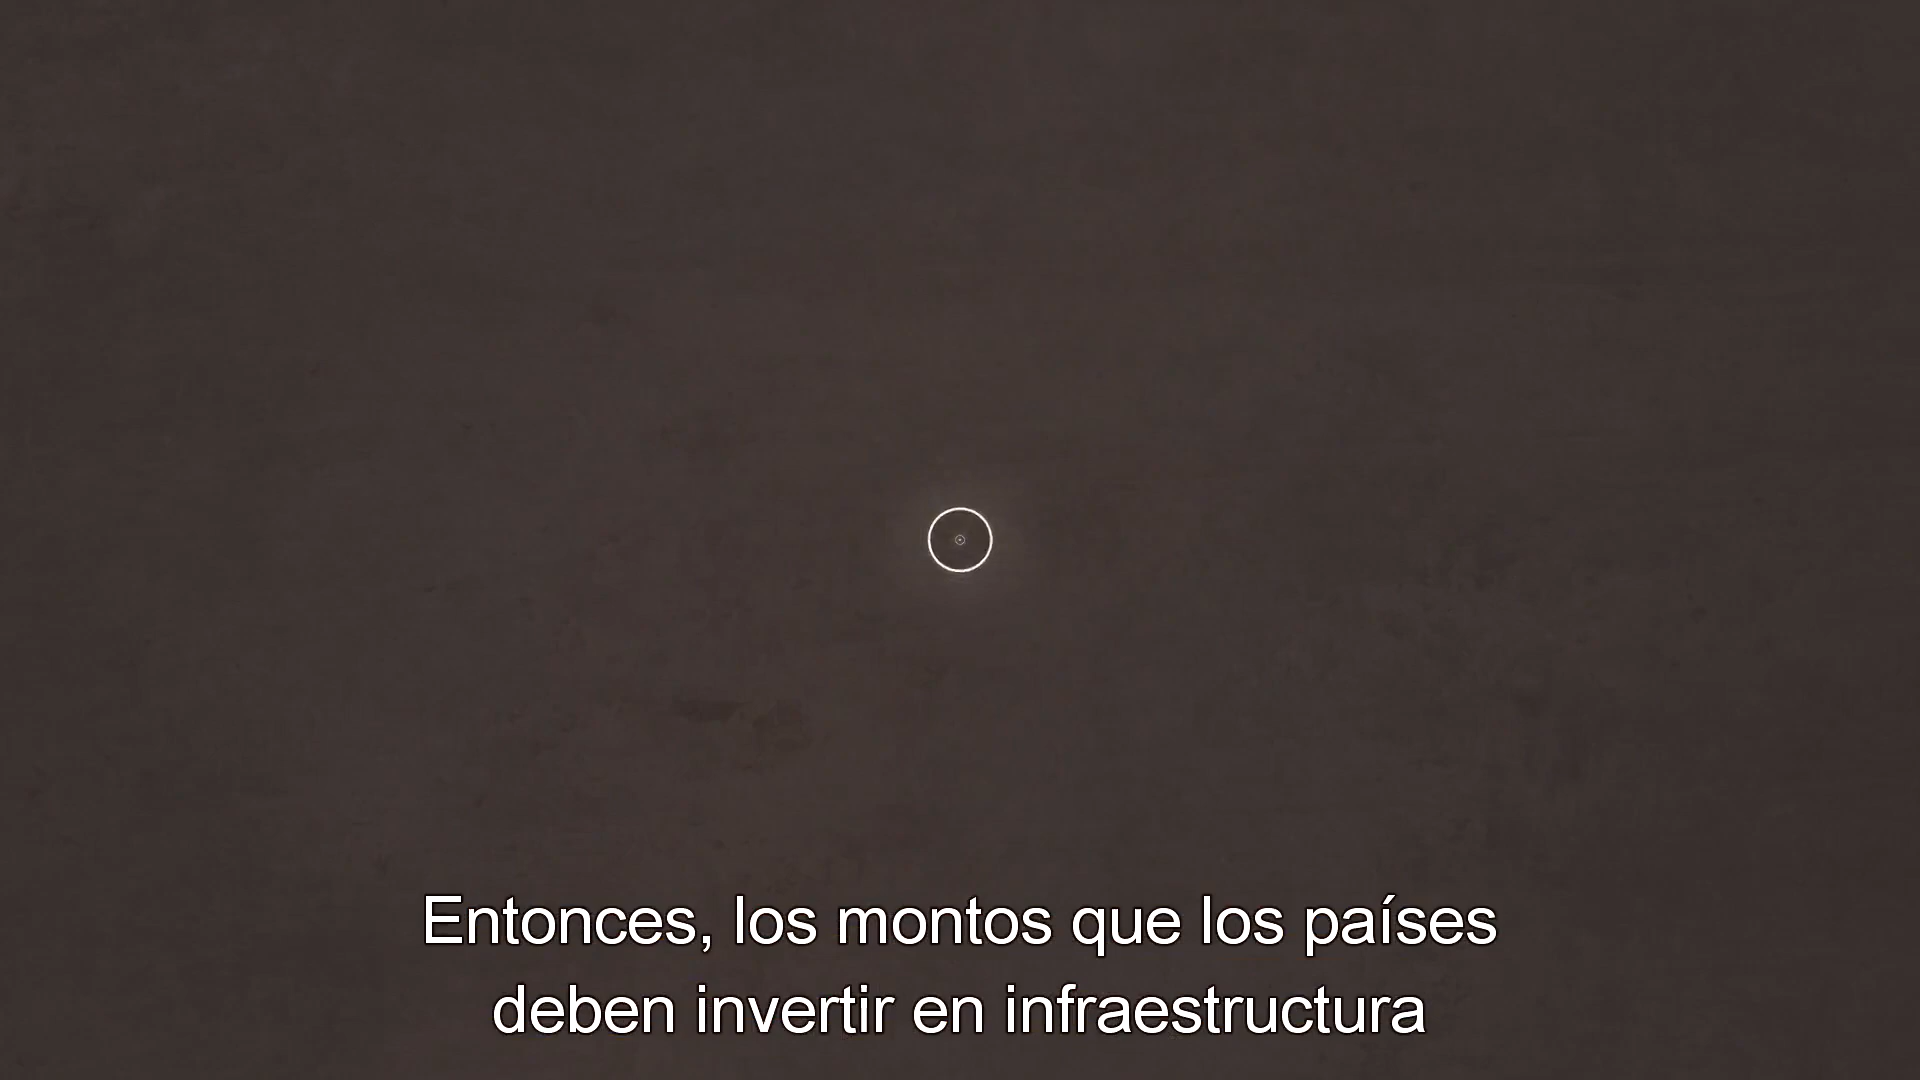 Entonces, los montos que los países
deben invertir en infraestructura